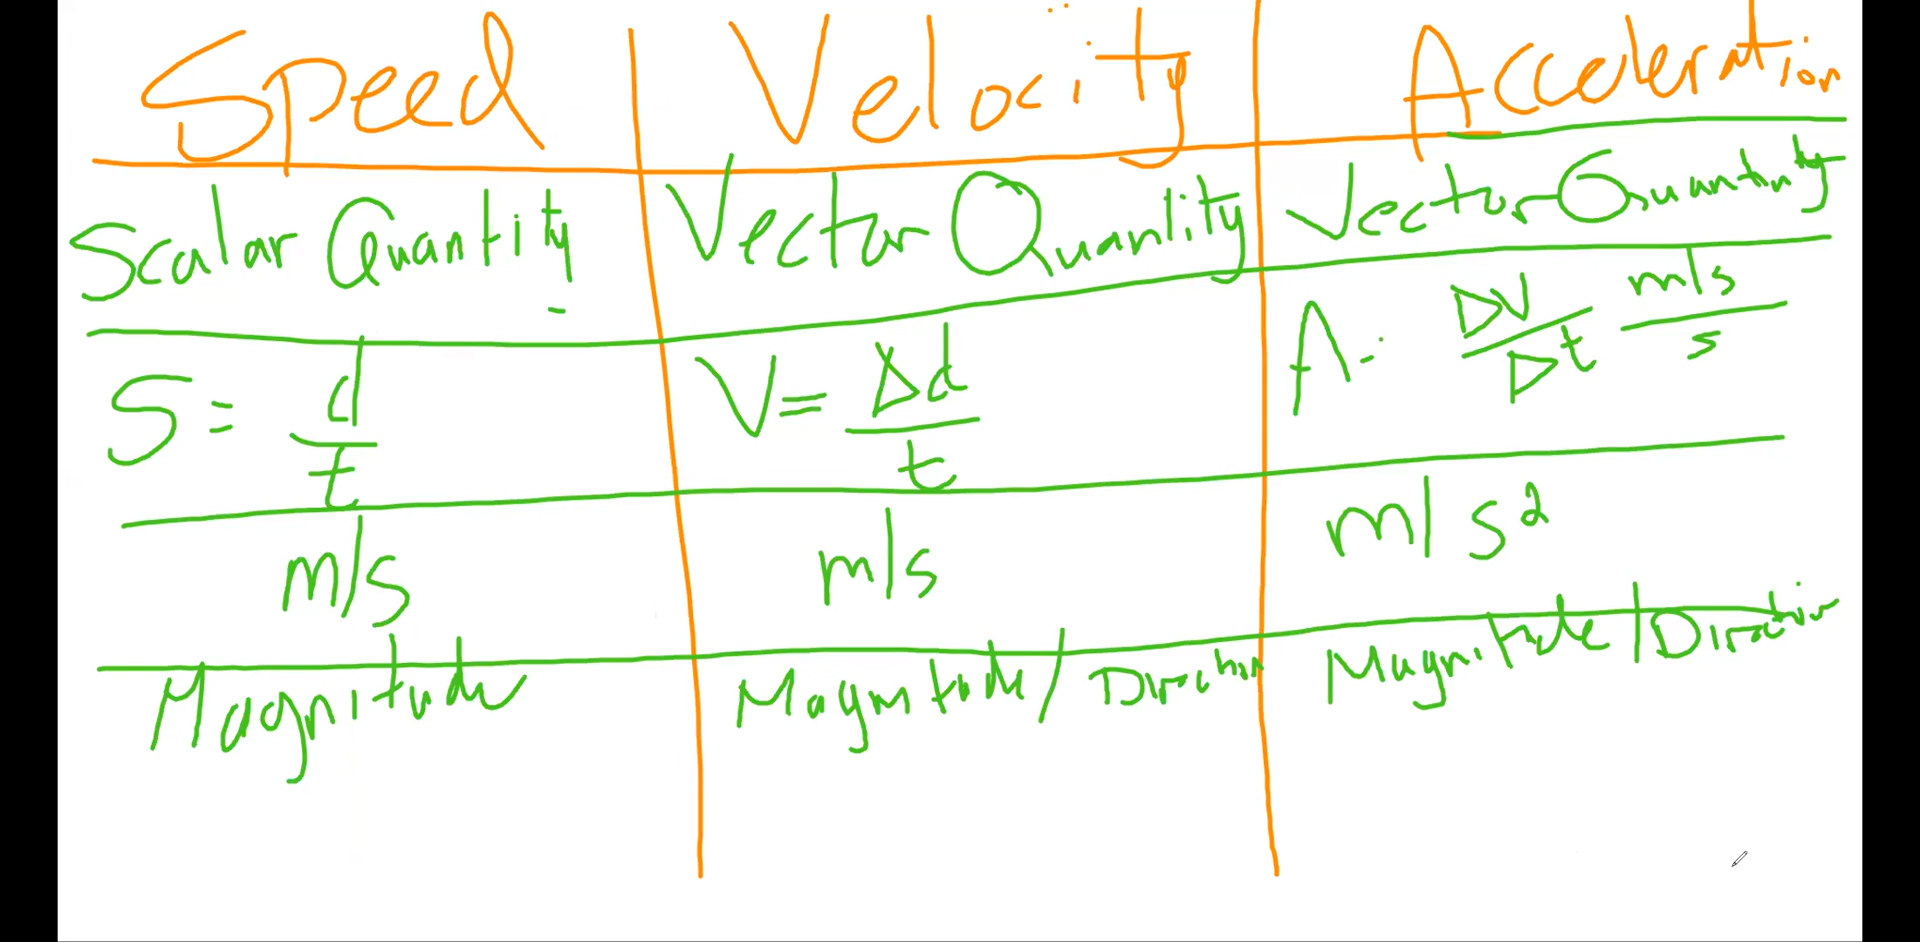 Speed Velocity Acceleration
Scalar Quantity Vector Quantity Vector Quantity
S = d/t V = Δd/t A = ΔV/Δt m/s/s
m/s m/s m/s²
Magnitude Magnitude/Direction Magnitude/Direction